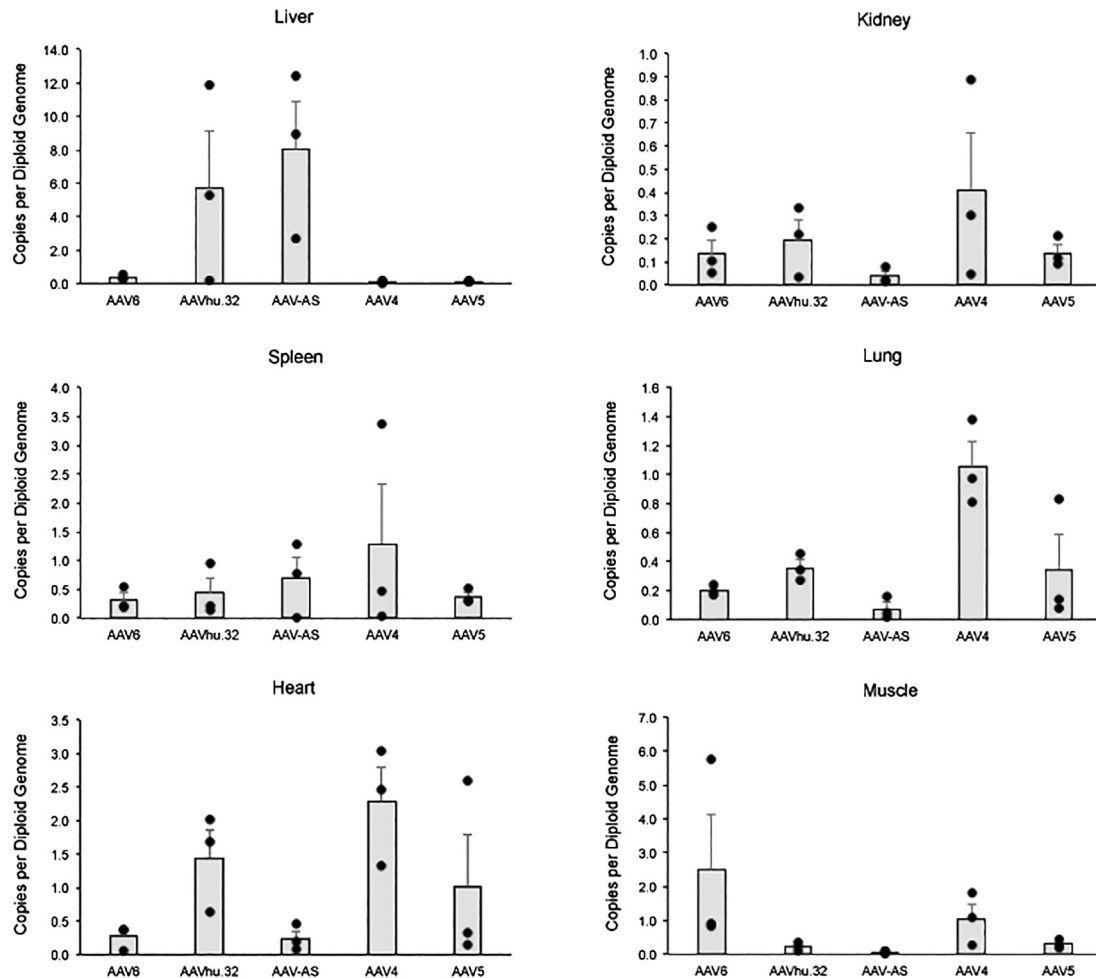 Liver
Copies per Diploid Genome
14.0
12.0
10.0
8.0
6.0
4.0
2.0
0.0
AAV6 AAVhu.32 AAV-AS AAV4 AAV5
Kidney
Copies per Diploid Genome
1.0
0.9
0.8
0.7
0.6
0.5
0.4
0.3
0.2
0.1
0.0
AAV6 AAVhu.32 AAV-AS AAV4 AAV5
Spleen
Copies per Diploid Genome
4.0
3.5
3.0
2.5
2.0
1.5
1.0
0.5
0.0
AAV6 AAVhu.32 AAV-AS AAV4 AAV5
Lung
Copies per Diploid Genome
1.6
1.4
1.2
1.0
0.8
0.6
0.4
0.2
0.0
AAV6 AAVhu.32 AAV-AS AAV4 AAV5
Heart
Copies per Diploid Genome
3.5
3.0
2.5
2.0
1.5
1.0
0.5
0.0
AAV6 AAVhu.32 AAV-AS AAV4 AAV5
Muscle
Copies per Diploid Genome
7.0
6.0
5.0
4.0
3.0
2.0
1.0
0.0
AAV6 AAVhu.32 AAV-AS AAV4 AAV5